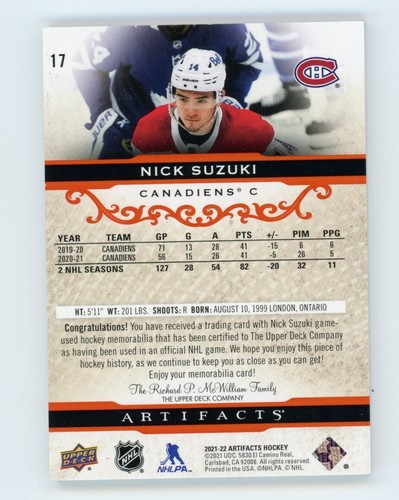 17
14
NICK SUZUKI
CANADIENS® C
YEAR TEAM GP G A PTS +/- PIM PPG
2019-20 CANADIENS 71 13 28 41 -15 6 6
2020-21 CANADIENS 56 15 26 41 -5 26 5
2 NHL SEASONS 127 28 54 82 -20 32 11
HT: 5'11" WT: 201 LBS. SHOOTS: R BORN: AUGUST 10, 1999 LONDON, ONTARIO
Congratulations! You have received a trading card with Nick Suzuki game-
used hockey memorabilia that has been certified to The Upper Deck Company
as having been used in an official NHL game. We hope you enjoy this piece of
hockey history, as we continue to keep you as close as you can get!
Enjoy your memorabilia card!
The Richard P. McWilliam Family
THE UPPER DECK COMPANY
ARTIFACTS
UPPER DECK
NHL
NHLPA
2021-22 ARTIFACTS HOCKEY
©2021 UDC. 5830 El Camino Real,
Carlsbad, CA 92008. All rights reserved.
Printed in the USA. ©NHLPA. © NHL.